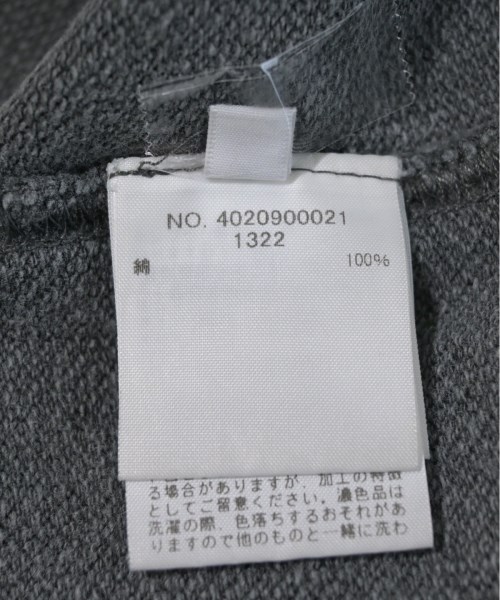 NO. 4020900021
1322
綿 100%
る場合がありますが、加工の特徴
としてご留意ください。濃色品は
洗濯の際、色落ちするおそれがあ
りますので他のものと一緒に洗わ